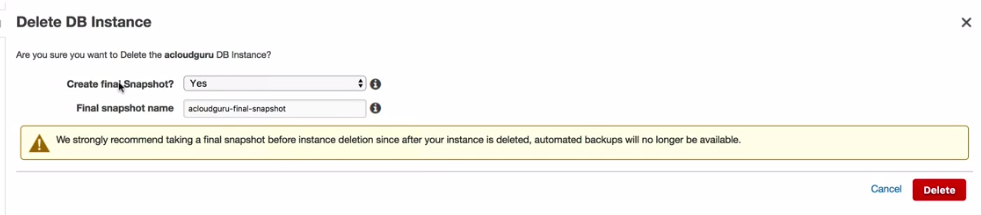 Delete DB Instance
Are you sure you want to Delete the acloudguru DB Instance?
Create final Snapshot? Yes
Final snapshot name acloudguru-final-snapshot
We strongly recommend taking a final snapshot before instance deletion since after your instance is deleted, automated backups will no longer be available.
Cancel Delete